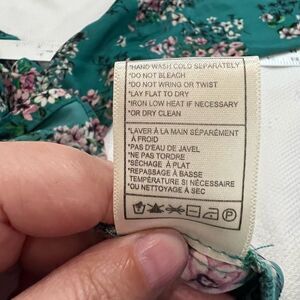 *HAND WASH COLD SEPARATELY
*DO NOT BLEACH
*DO NOT WRING OR TWIST
*LAY FLAT TO DRY
*IRON LOW HEAT IF NECESSARY
*OR DRY CLEAN
*LAVER À LA MAIN SÉPARÉMENT
À FROID
*PAS D'EAU DE JAVEL
*NE PAS TORDRE
*SÉCHAGE À PLAT
*REPASSAGE À BASSE
TEMPÉRATURE SI NÉCESSAIRE
*OU NETTOYAGE À SEC
P